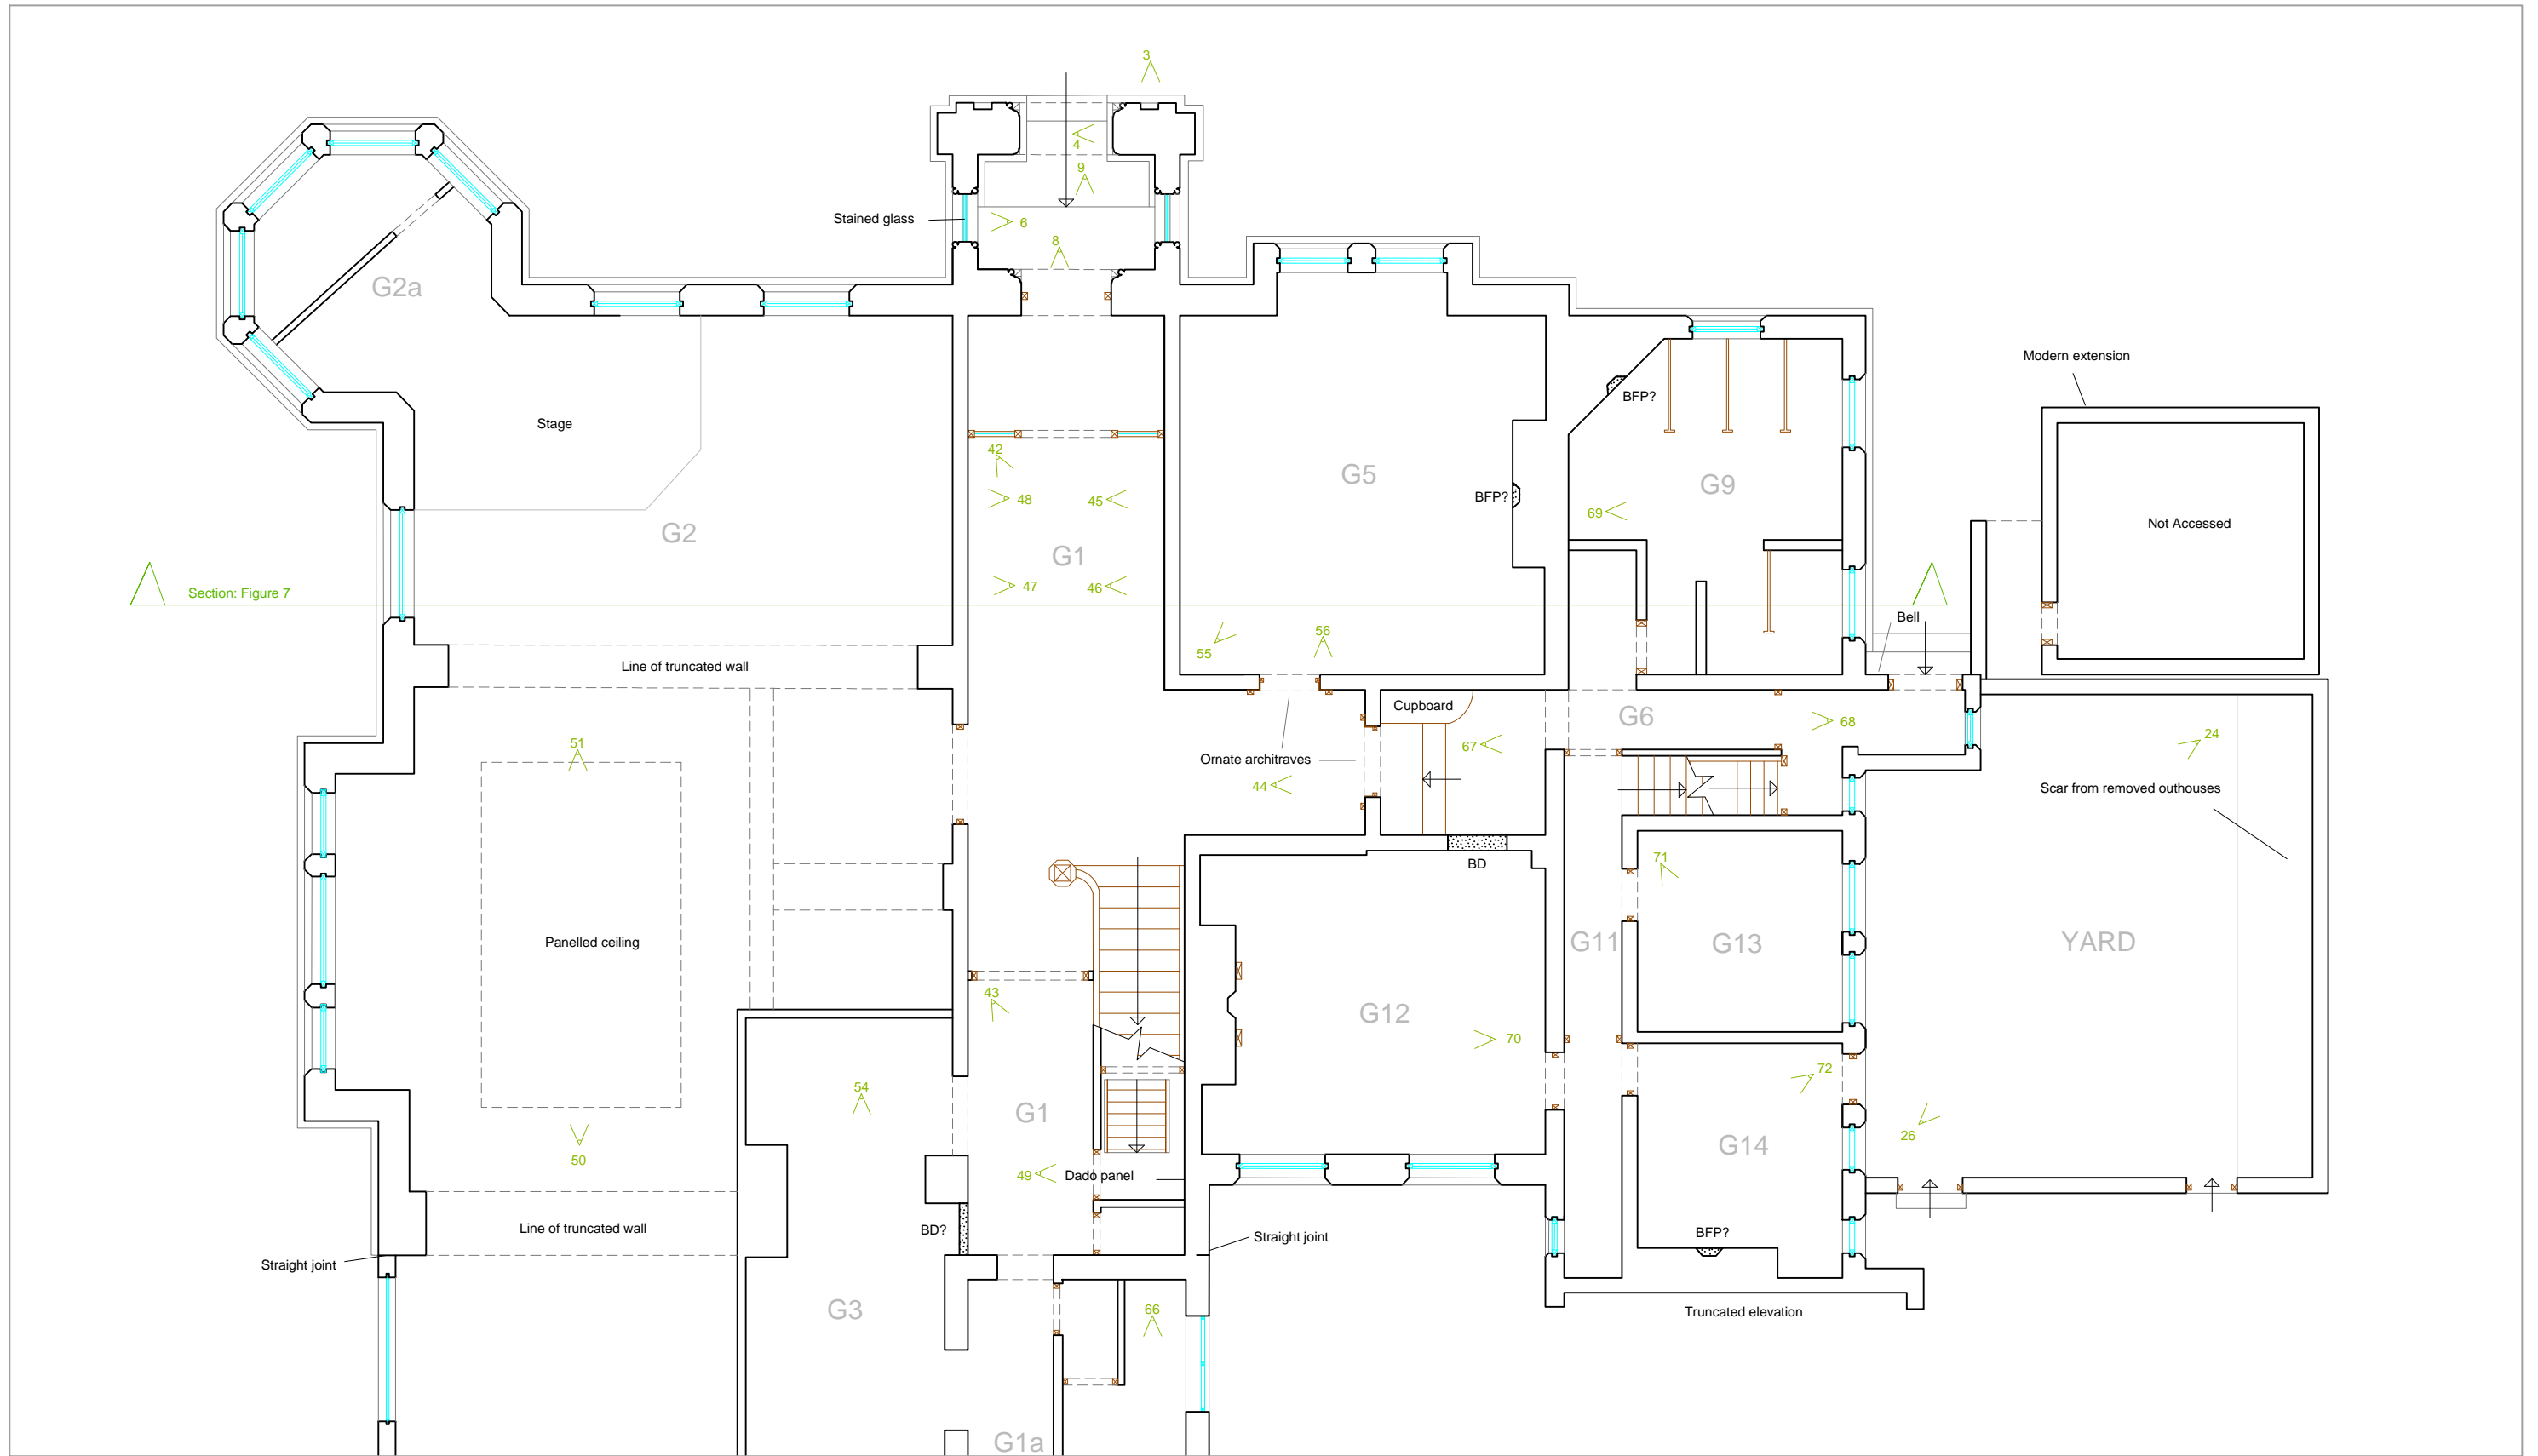 3
4
9
Stained glass
6
8
G2a
Modern extension
BFP?
Stage
42
G5
G9
48
45
BFP?
69
Not Accessed
G2
G1
Section: Figure 7
47
46
Bell
56
55
Line of truncated wall
Cupboard
G6
68
51
67
24
Ornate architraves
44
Scar from removed outhouses
71
BD
Panelled ceiling
G11
G13
YARD
43
G12
70
54
72
G1
26
G14
50
49
Dado panel
Line of truncated wall
BD?
BFP?
Straight joint
Straight joint
G3
66
Truncated elevation
G1a